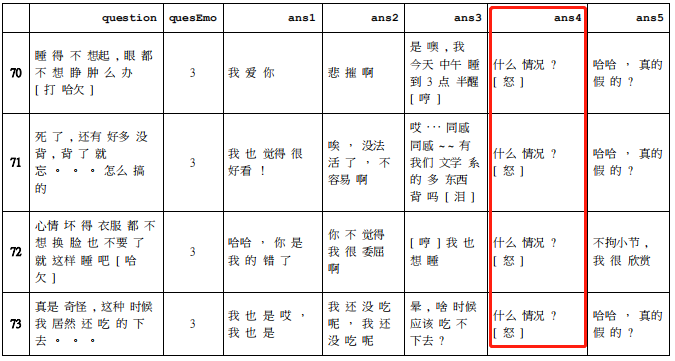 question quesEmo ans1 ans2 ans3 ans4 ans5
70
睡 得 不 想起 , 眼 都
不 想 睁 肿 么 办
[ 打 哈欠 ]
3
我 爱 你
悲 摧 啊
是 噢 , 我
今天 中午 睡
到 3 点 半醒
[ 哼 ]
什么 情况 ?
[ 怒 ]
哈哈 , 真的
假 的 ?
71
死 了 , 还有 好多 没
背 , 背 了 就
忘 。 。 。 怎么 搞
的
3
我 也 觉得 很
好看 !
唉 , 没法
活 了 , 不
容易 啊
哎 ··· 同感
同感 ~~ 有
我们 文学 系
的 多 东西
背 吗 [ 泪 ]
什么 情况 ?
[ 怒 ]
哈哈 , 真的
假 的 ?
72
心情 坏 得 衣服 都 不
想 换 脸 也 不要 了
就 这样 睡 吧 [ 哈
欠 ]
3
哈哈 , 你 是
我 的 错 了
你 不 觉得
我 很 委屈
啊
[ 哼 ] 我 也
想 睡
什么 情况 ?
[ 怒 ]
不拘小节 ,
我 很 欣赏
73
真是 奇怪 , 这种 时候
我 居然 还 吃 的 下
去 。 。 。
3
我 也 是 哎 ,
我 也 是
我 还 没 吃
呢 , 我 还
没 吃 呢
晕 , 啥 时候
应该 吃 不
下去 ?
什么 情况 ?
[ 怒 ]
哈哈 , 真的
假 的 ?